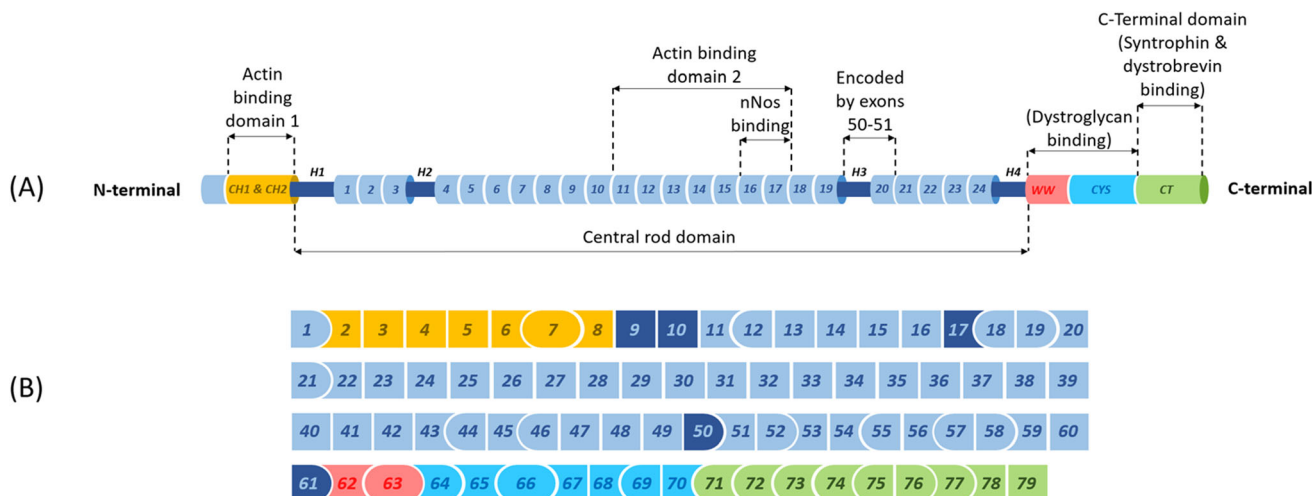 C-Terminal domain
(Syntrophin &
dystrobrevin
binding)
Actin
binding
domain 1
Actin binding
domain 2
nNos
binding
Encoded
by exons
50-51
(Dystroglycan
binding)
(A)
N-terminal
CH1 & CH2
H1
1 2 3
H2
4 5 6 7 8 9 10 11 12 13 14 15 16 17 18 19
H3
20 21 22 23 24
H4
WW
CYS
CT
C-terminal
Central rod domain
(B)
1 2 3 4 5 6 7 8 9 10 11 12 13 14 15 16 17 18 19 20
21 22 23 24 25 26 27 28 29 30 31 32 33 34 35 36 37 38 39
40 41 42 43 44 45 46 47 48 49 50 51 52 53 54 55 56 57 58 59 60
61 62 63 64 65 66 67 68 69 70 71 72 73 74 75 76 77 78 79